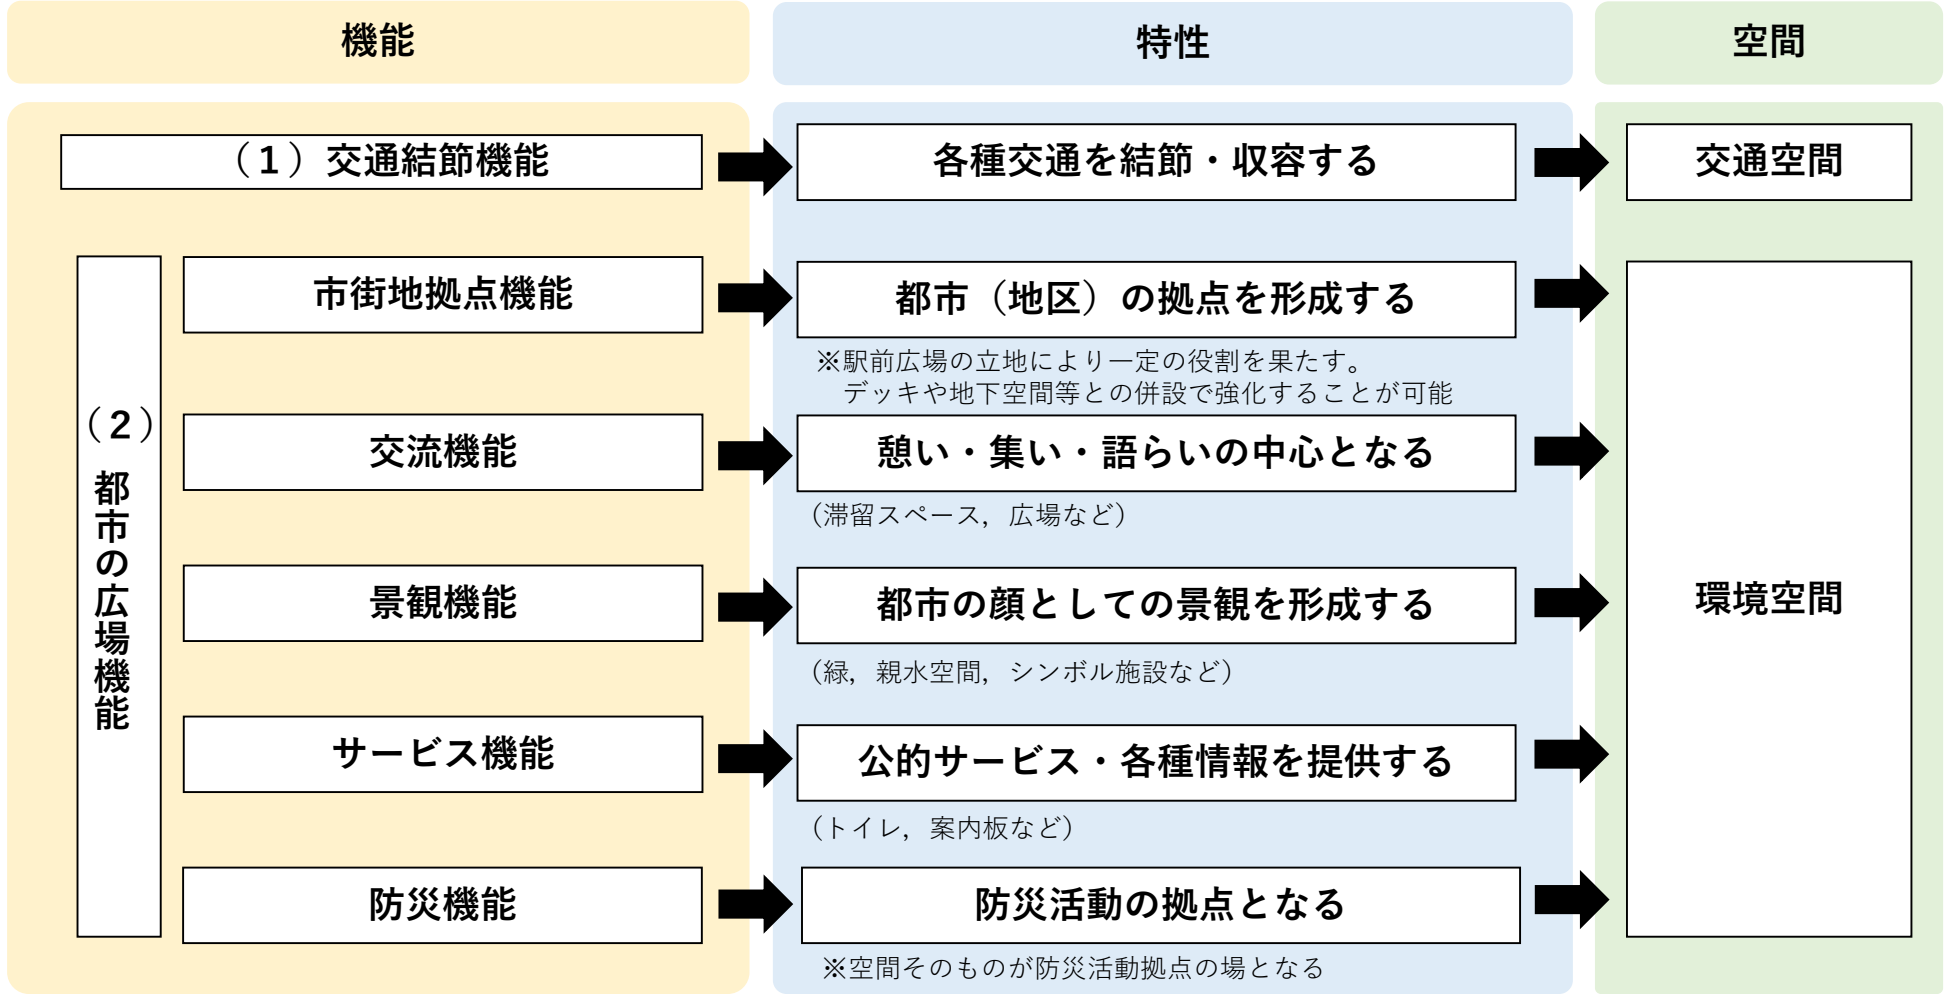 機能
特性
空間
（1）交通結節機能
各種交通を結節・収容する
交通空間
（2）都市の広場機能
市街地拠点機能
都市（地区）の拠点を形成する
※駅前広場の立地により一定の役割を果たす。
デッキや地下空間等との併設で強化することが可能
交流機能
憩い・集い・語らいの中心となる
（滞留スペース，広場など）
景観機能
都市の顔としての景観を形成する
（緑，親水空間，シンボル施設など）
サービス機能
公的サービス・各種情報を提供する
（トイレ，案内板など）
防災機能
防災活動の拠点となる
※空間そのものが防災活動拠点の場となる
環境空間